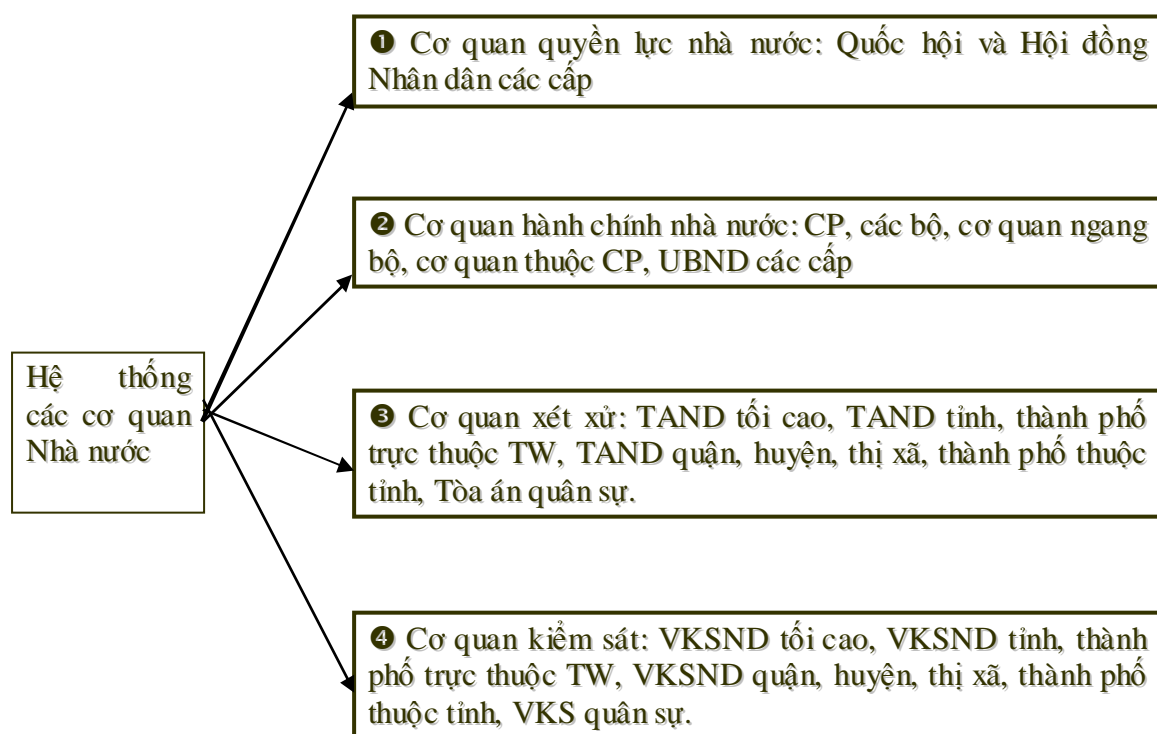 ❶ Cơ quan quyền lực nhà nước: Quốc hội và Hội đồng
Nhân dân các cấp
❷ Cơ quan hành chính nhà nước: CP, các bộ, cơ quan ngang
bộ, cơ quan thuộc CP, UBND các cấp
Hệ thống
các cơ quan
Nhà nước
❸ Cơ quan xét xử: TAND tối cao, TAND tỉnh, thành phố
trực thuộc TW, TAND quận, huyện, thị xã, thành phố thuộc
tỉnh, Tòa án quân sự.
❹ Cơ quan kiểm sát: VKSND tối cao, VKSND tỉnh, thành
phố trực thuộc TW, VKSND quận, huyện, thị xã, thành phố
thuộc tỉnh, VKS quân sự.